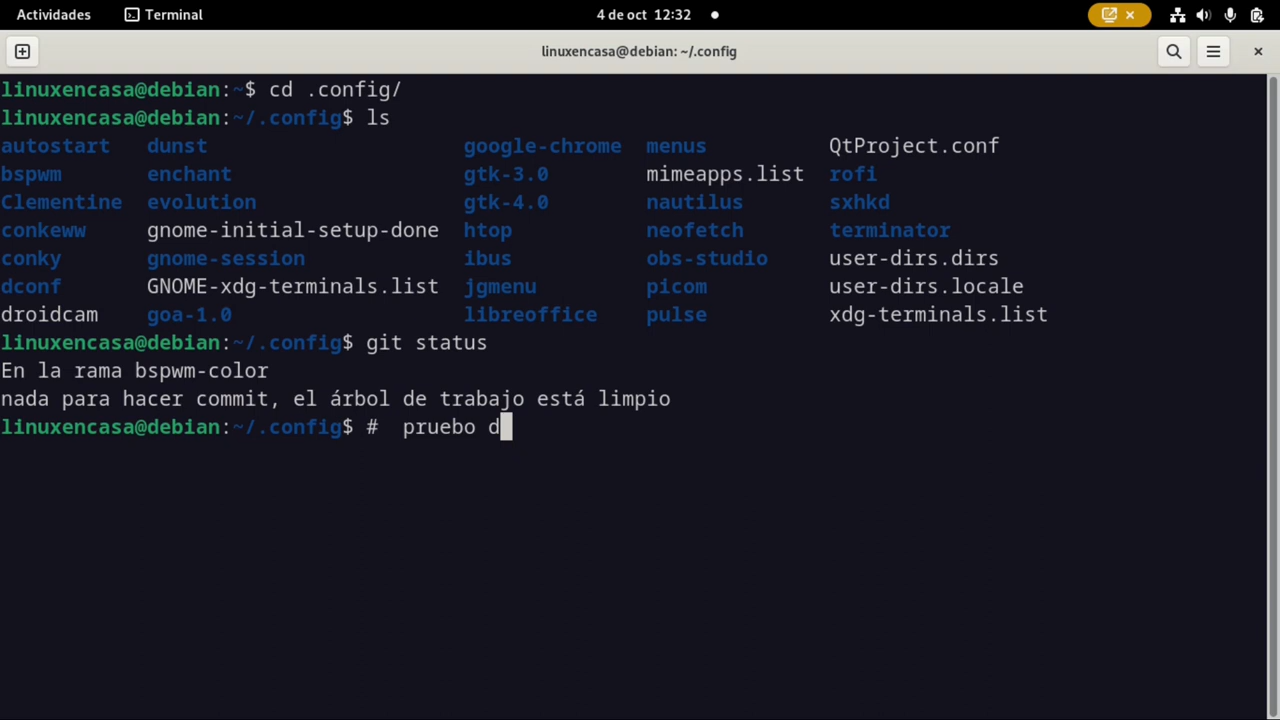 Actividades Terminal 4 de oct 12:32
linuxencasa@debian: ~/.config
linuxencasa@debian:~$ cd .config/
linuxencasa@debian:~/.config$ ls
autostart dunst google-chrome menus QtProject.conf
bspwm enchant gtk-3.0 mimeapps.list rofi
Clementine evolution gtk-4.0 nautilus sxhkd
conkeww gnome-initial-setup-done htop neofetch terminator
conky gnome-session ibus obs-studio user-dirs.dirs
dconf GNOME-xdg-terminals.list jgmenu picom user-dirs.locale
droidcam goa-1.0 libreoffice pulse xdg-terminals.list
linuxencasa@debian:~/.config$ git status
En la rama bspwm-color
nada para hacer commit, el árbol de trabajo está limpio
linuxencasa@debian:~/.config$ #  pruebo d